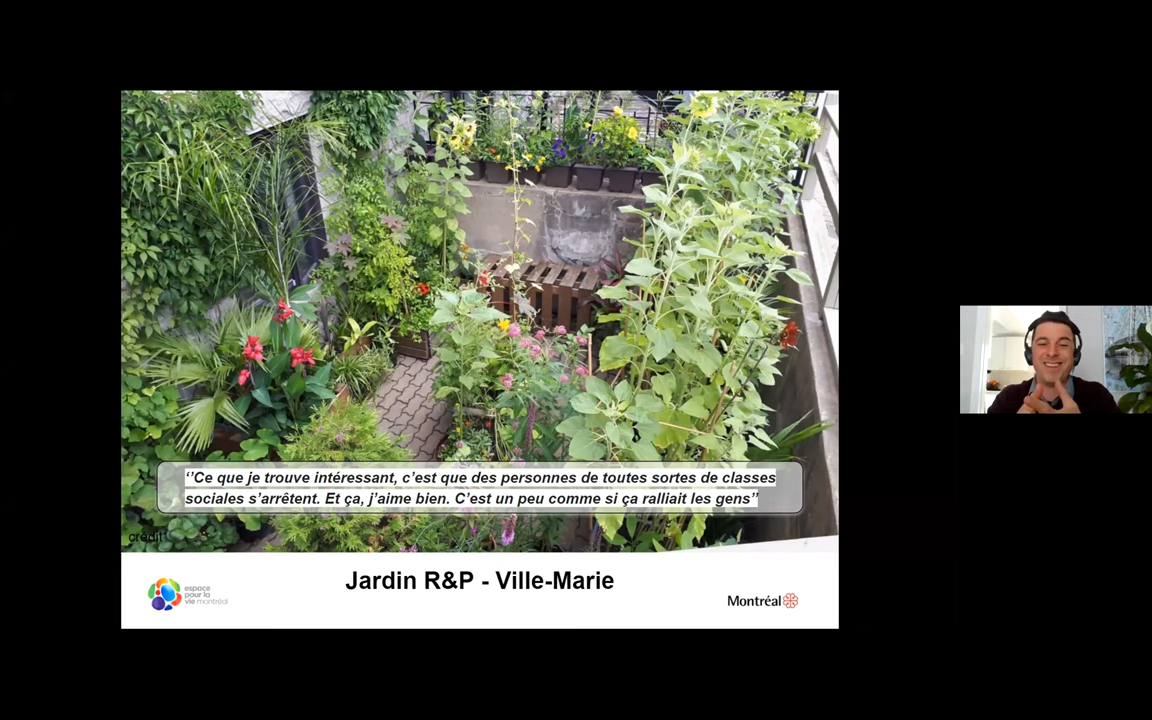 ‘’Ce que je trouve intéressant, c’est que des personnes de toutes sortes de classes
sociales s’arrêtent. Et ça, j’aime bien. C’est un peu comme si ça ralliait les gens”
crédit
Jardin R&P - Ville-Marie
espace
pour la
vie montréal
Montréal